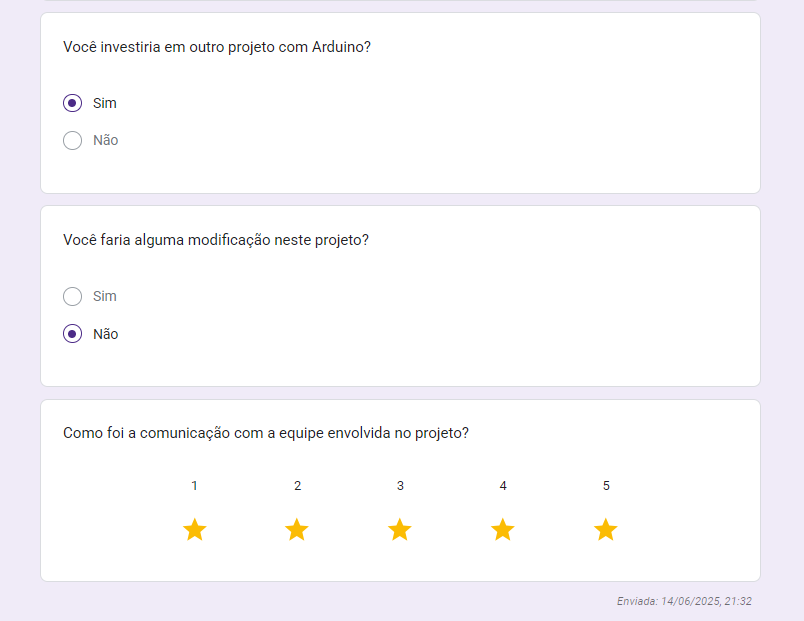 Você investiria em outro projeto com Arduino?
Sim
Não
Você faria alguma modificação neste projeto?
Sim
Não
Como foi a comunicação com a equipe envolvida no projeto?
1 2 3 4 5
Enviada: 14/06/2025, 21:32